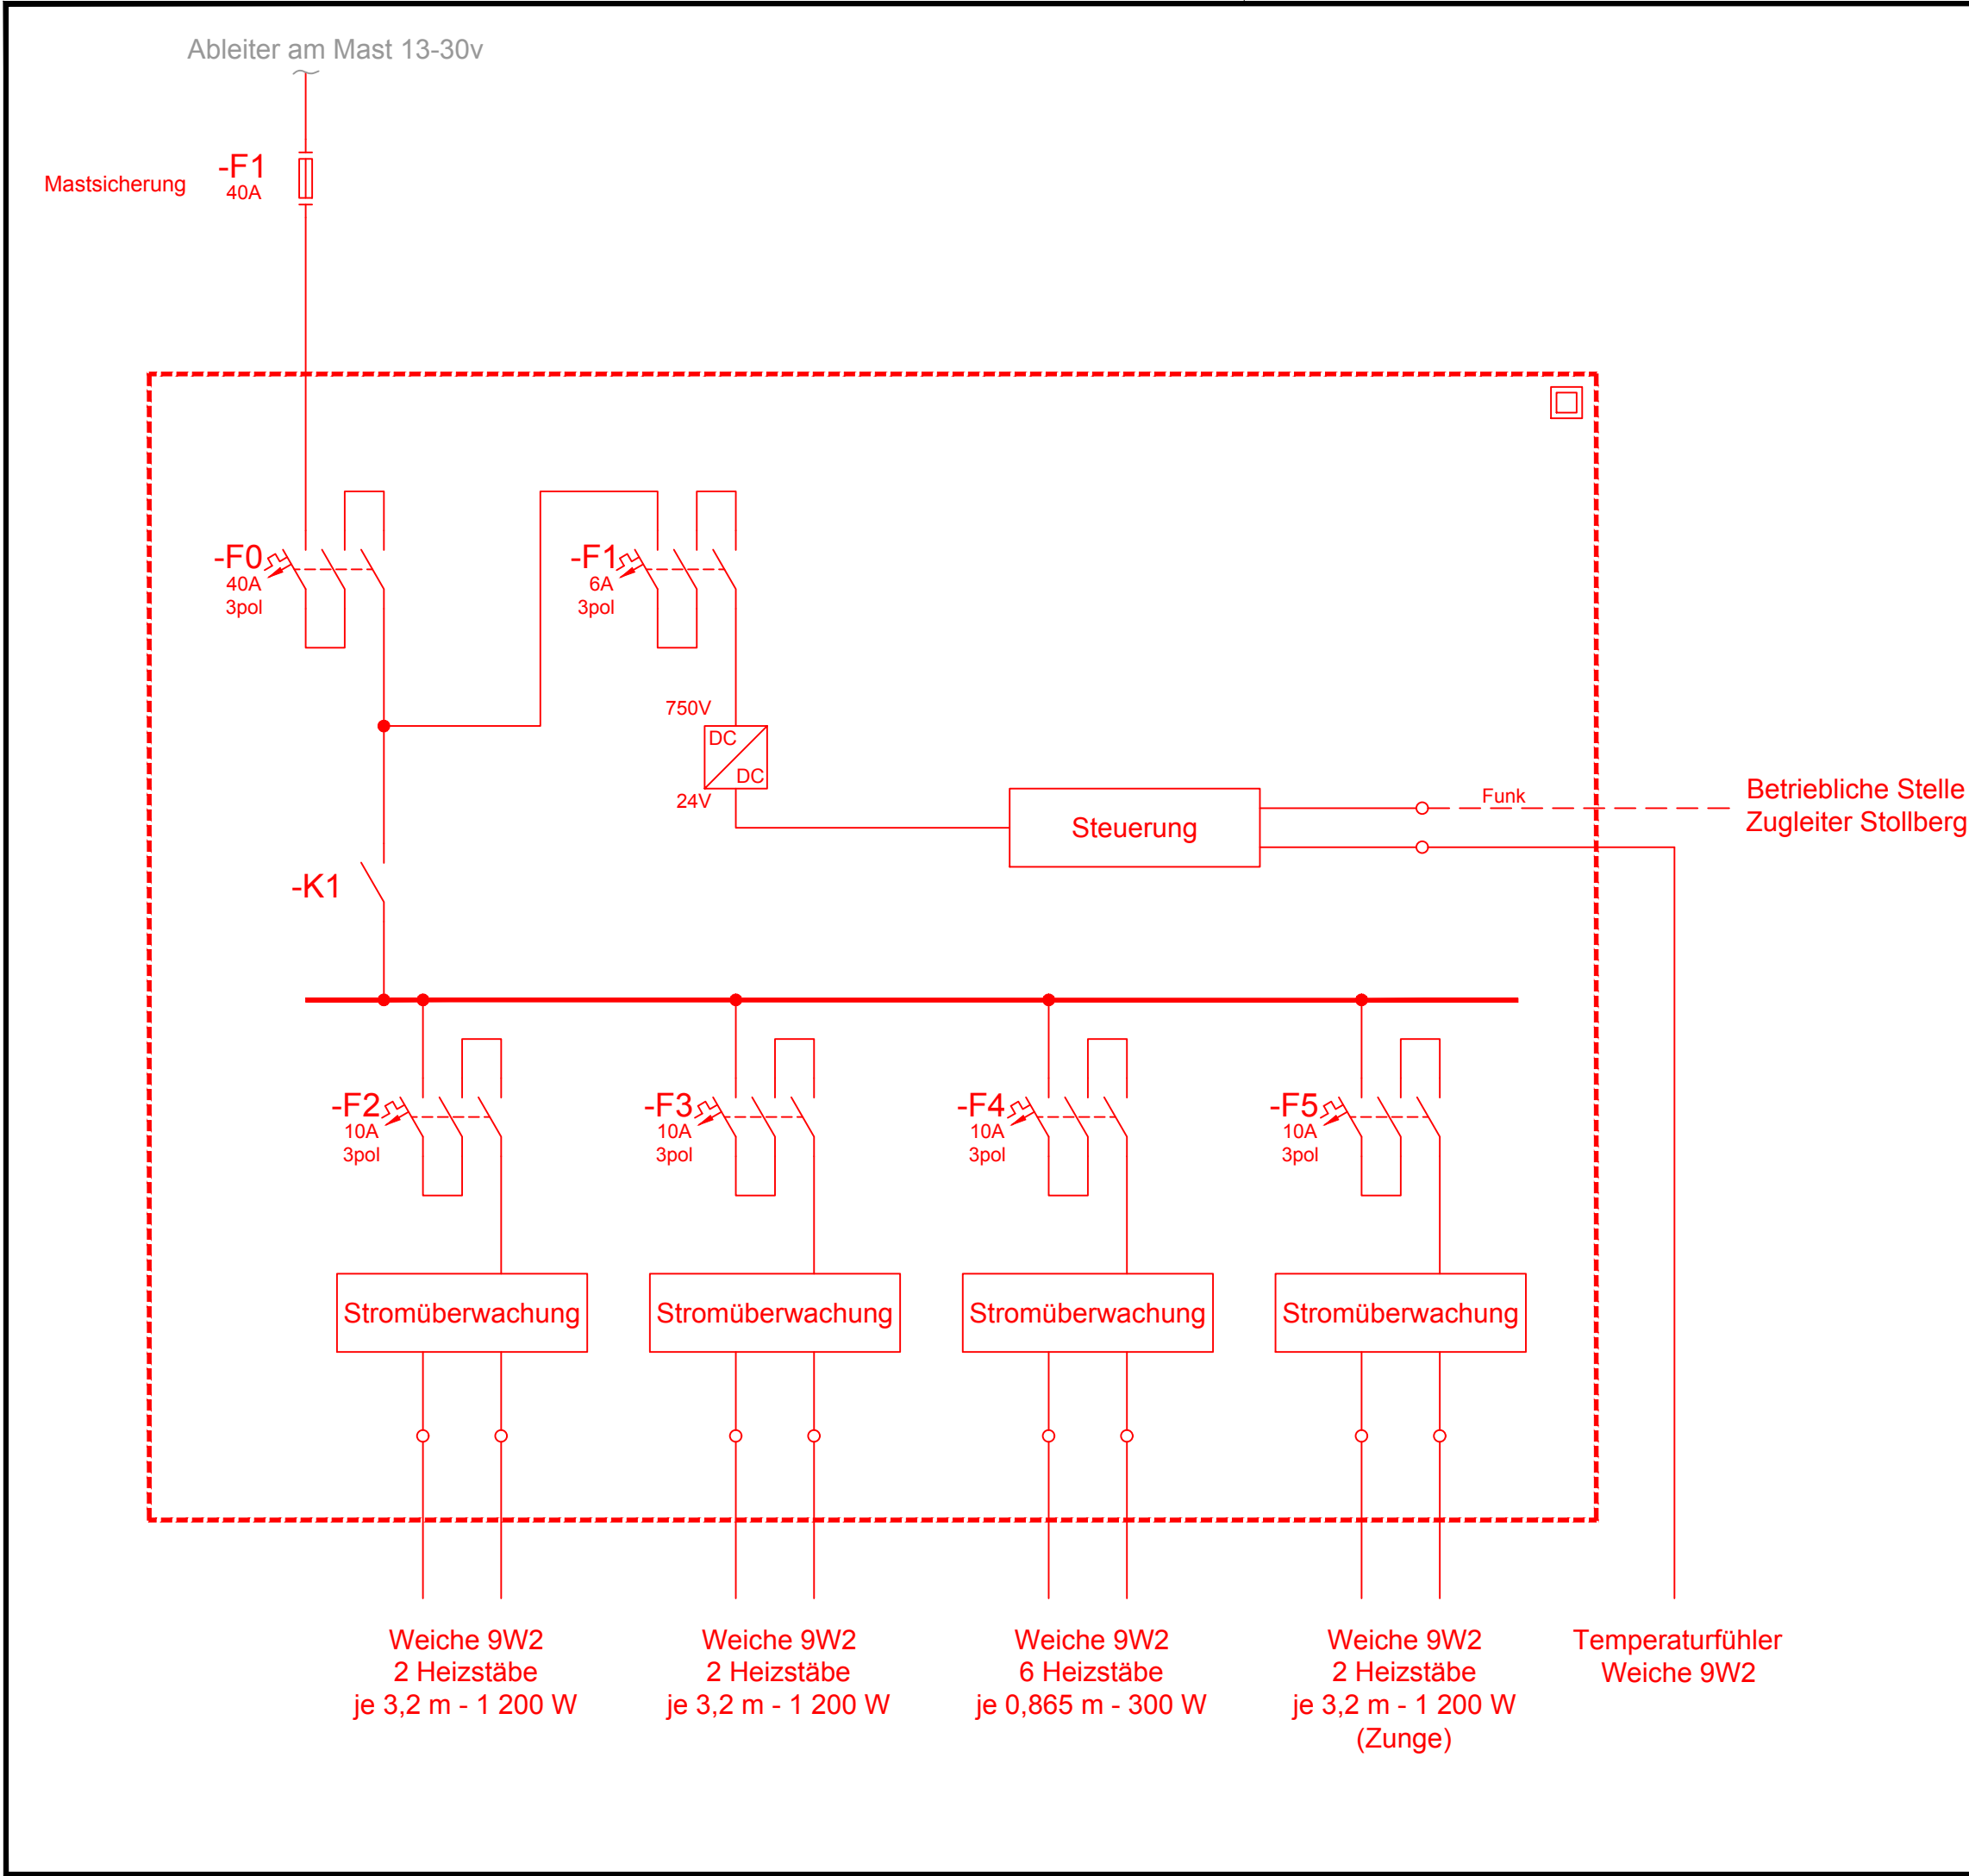 Ableiter am Mast 13-30v
Mastsicherung
-F1
40A
-F0
40A
3pol
-F1
6A
3pol
750V
DC
DC
24V
Steuerung
Funk
Betriebliche Stelle
Zugleiter Stollberg
-K1
-F2
10A
3pol
-F3
10A
3pol
-F4
10A
3pol
-F5
10A
3pol
Stromüberwachung
Stromüberwachung
Stromüberwachung
Stromüberwachung
Weiche 9W2
2 Heizstäbe
je 3,2 m - 1 200 W
Weiche 9W2
2 Heizstäbe
je 3,2 m - 1 200 W
Weiche 9W2
6 Heizstäbe
je 0,865 m - 300 W
Weiche 9W2
2 Heizstäbe
je 3,2 m - 1 200 W
(Zunge)
Temperaturfühler
Weiche 9W2